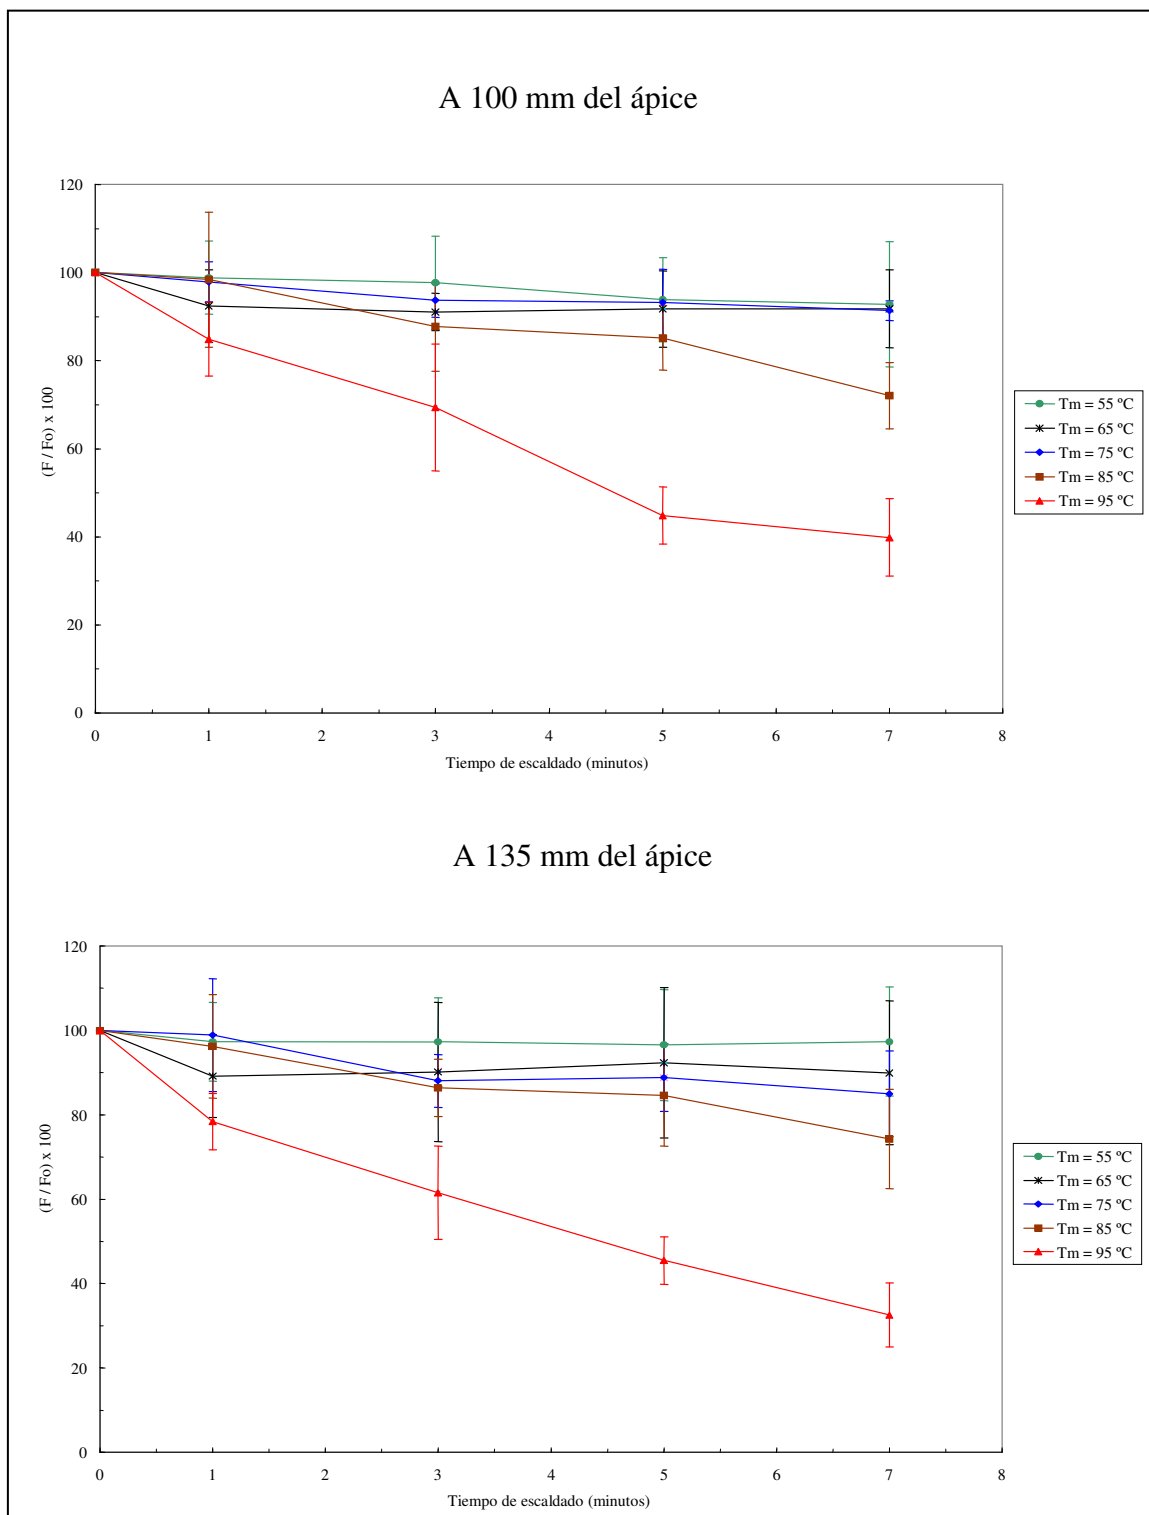 A 100 mm del ápice
120
100
80
60
40
20
0
(F / Fo) x 100
0 1 2 3 4 5 6 7 8
Tiempo de escaldado (minutos)
Tm = 55 ºC
Tm = 65 ºC
Tm = 75 ºC
Tm = 85 ºC
Tm = 95 ºC
A 135 mm del ápice
120
100
80
60
40
20
0
(F / Fo) x 100
0 1 2 3 4 5 6 7 8
Tiempo de escaldado (minutos)
Tm = 55 ºC
Tm = 65 ºC
Tm = 75 ºC
Tm = 85 ºC
Tm = 95 ºC